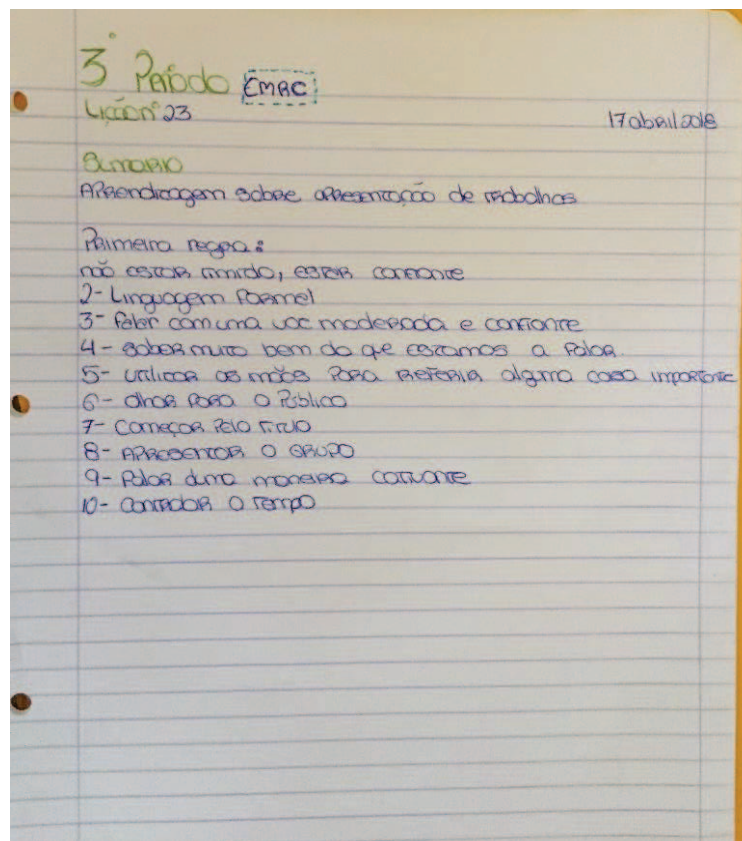 3º Período EMRC
Lição nº 23
17 abril 2018
Sumário
Aprendizagem sobre apresentação de trabalhos
Primeira regra:
não estar timido, estar confiante
2- Linguagem formal
3- falar com uma voz moderada e confiante
4- saber muito bem do que estamos a falar
5- utilizar as mãos para referir alguma coisa importante
6- olhar para o Público
7- começar pelo titulo
8- Apresentar o grupo
9- falar duma maneira cativante
10- controlar o tempo